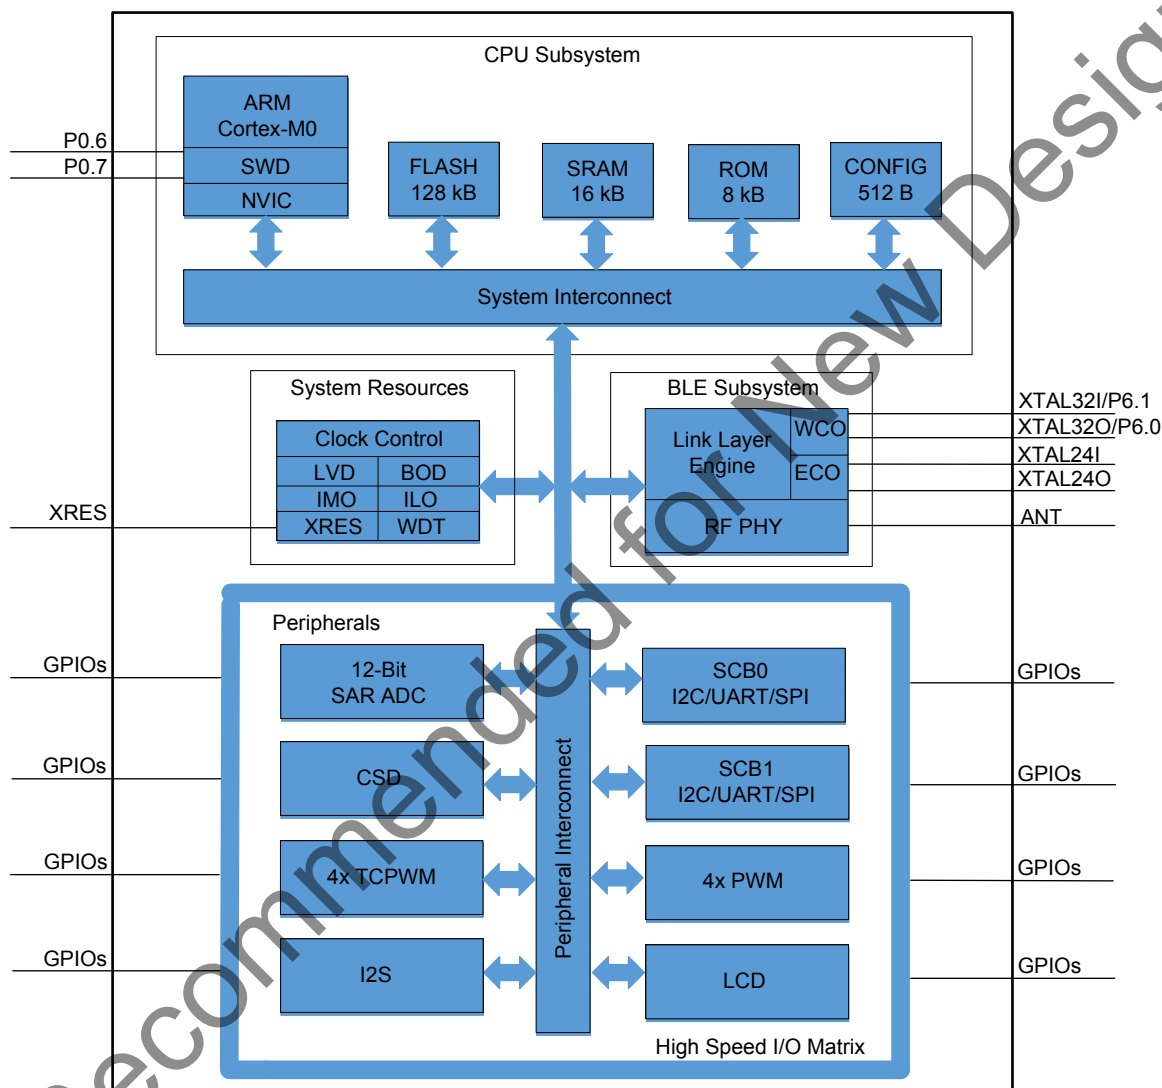 CPU Subsystem
ARM
Cortex-M0
SWD
NVIC
P0.6
P0.7
FLASH
128 kB
SRAM
16 kB
ROM
8 kB
CONFIG
512 B
System Interconnect
System Resources
Clock Control
LVD
BOD
IMO
ILO
XRES
WDT
XRES
BLE Subsystem
Link Layer
Engine
WCO
ECO
RF PHY
XTAL32I/P6.1
XTAL32O/P6.0
XTAL24I
XTAL24O
ANT
Peripherals
GPIOs
GPIOs
GPIOs
GPIOs
12-Bit
SAR ADC
CSD
4x TCPWM
I2S
Peripheral Interconnect
SCB0
I2C/UART/SPI
SCB1
I2C/UART/SPI
4x PWM
LCD
GPIOs
GPIOs
GPIOs
GPIOs
High Speed I/O Matrix
ecommended for New Desig